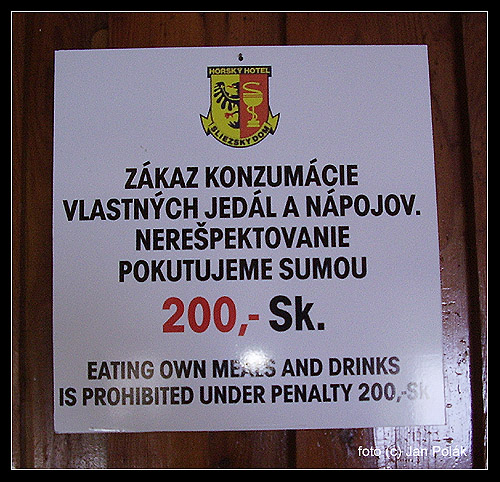 HORSKÝ HOTEL
SLIEZSKY DOM
ZÁKAZ KONZUMÁCIE
VLASTNÝCH JEDÁL A NÁPOJOV.
NEREŠPEKTOVANIE
POKUTUJEME SUMOU
200,- Sk.
EATING OWN MEALS AND DRINKS
IS PROHIBITED UNDER PENALTY 200,-Sk
foto (c) Jan Polák